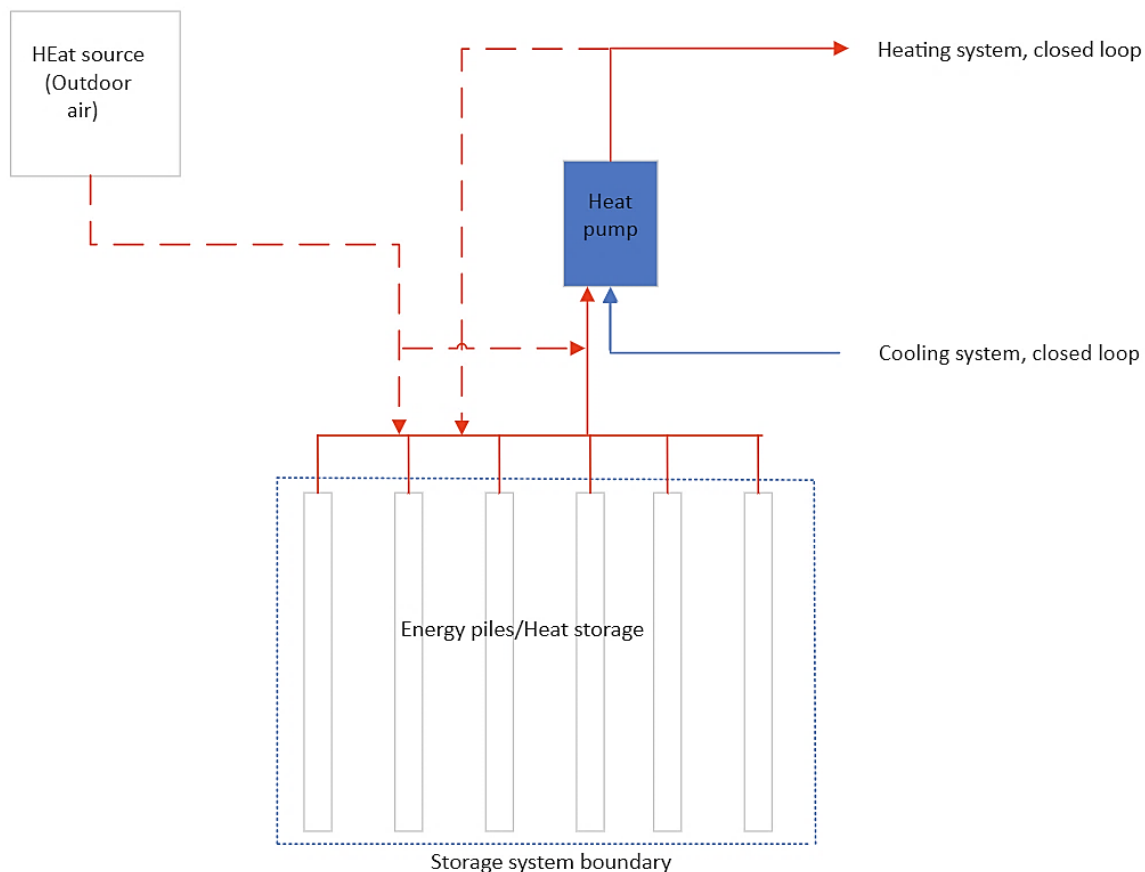 HEat source
(Outdoor
air)
Heating system, closed loop
Heat
pump
Cooling system, closed loop
Energy piles/Heat storage
Storage system boundary